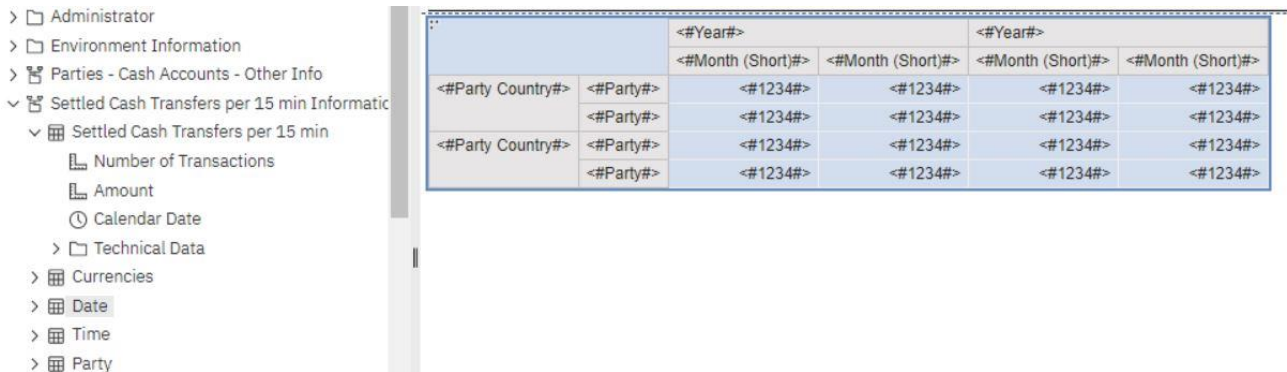 Administrator
Environment Information
Parties - Cash Accounts - Other Info
Settled Cash Transfers per 15 min Informatic
Settled Cash Transfers per 15 min
Number of Transactions
Amount
Calendar Date
Technical Data
Currencies
Date
Time
Party
<#Year#> <#Year#>
<#Month (Short)#> <#Month (Short)#> <#Month (Short)#> <#Month (Short)#>
<#Party Country#> <#Party#> <#1234#> <#1234#> <#1234#> <#1234#>
<#Party#> <#1234#> <#1234#> <#1234#> <#1234#>
<#Party Country#> <#Party#> <#1234#> <#1234#> <#1234#> <#1234#>
<#Party#> <#1234#> <#1234#> <#1234#> <#1234#>